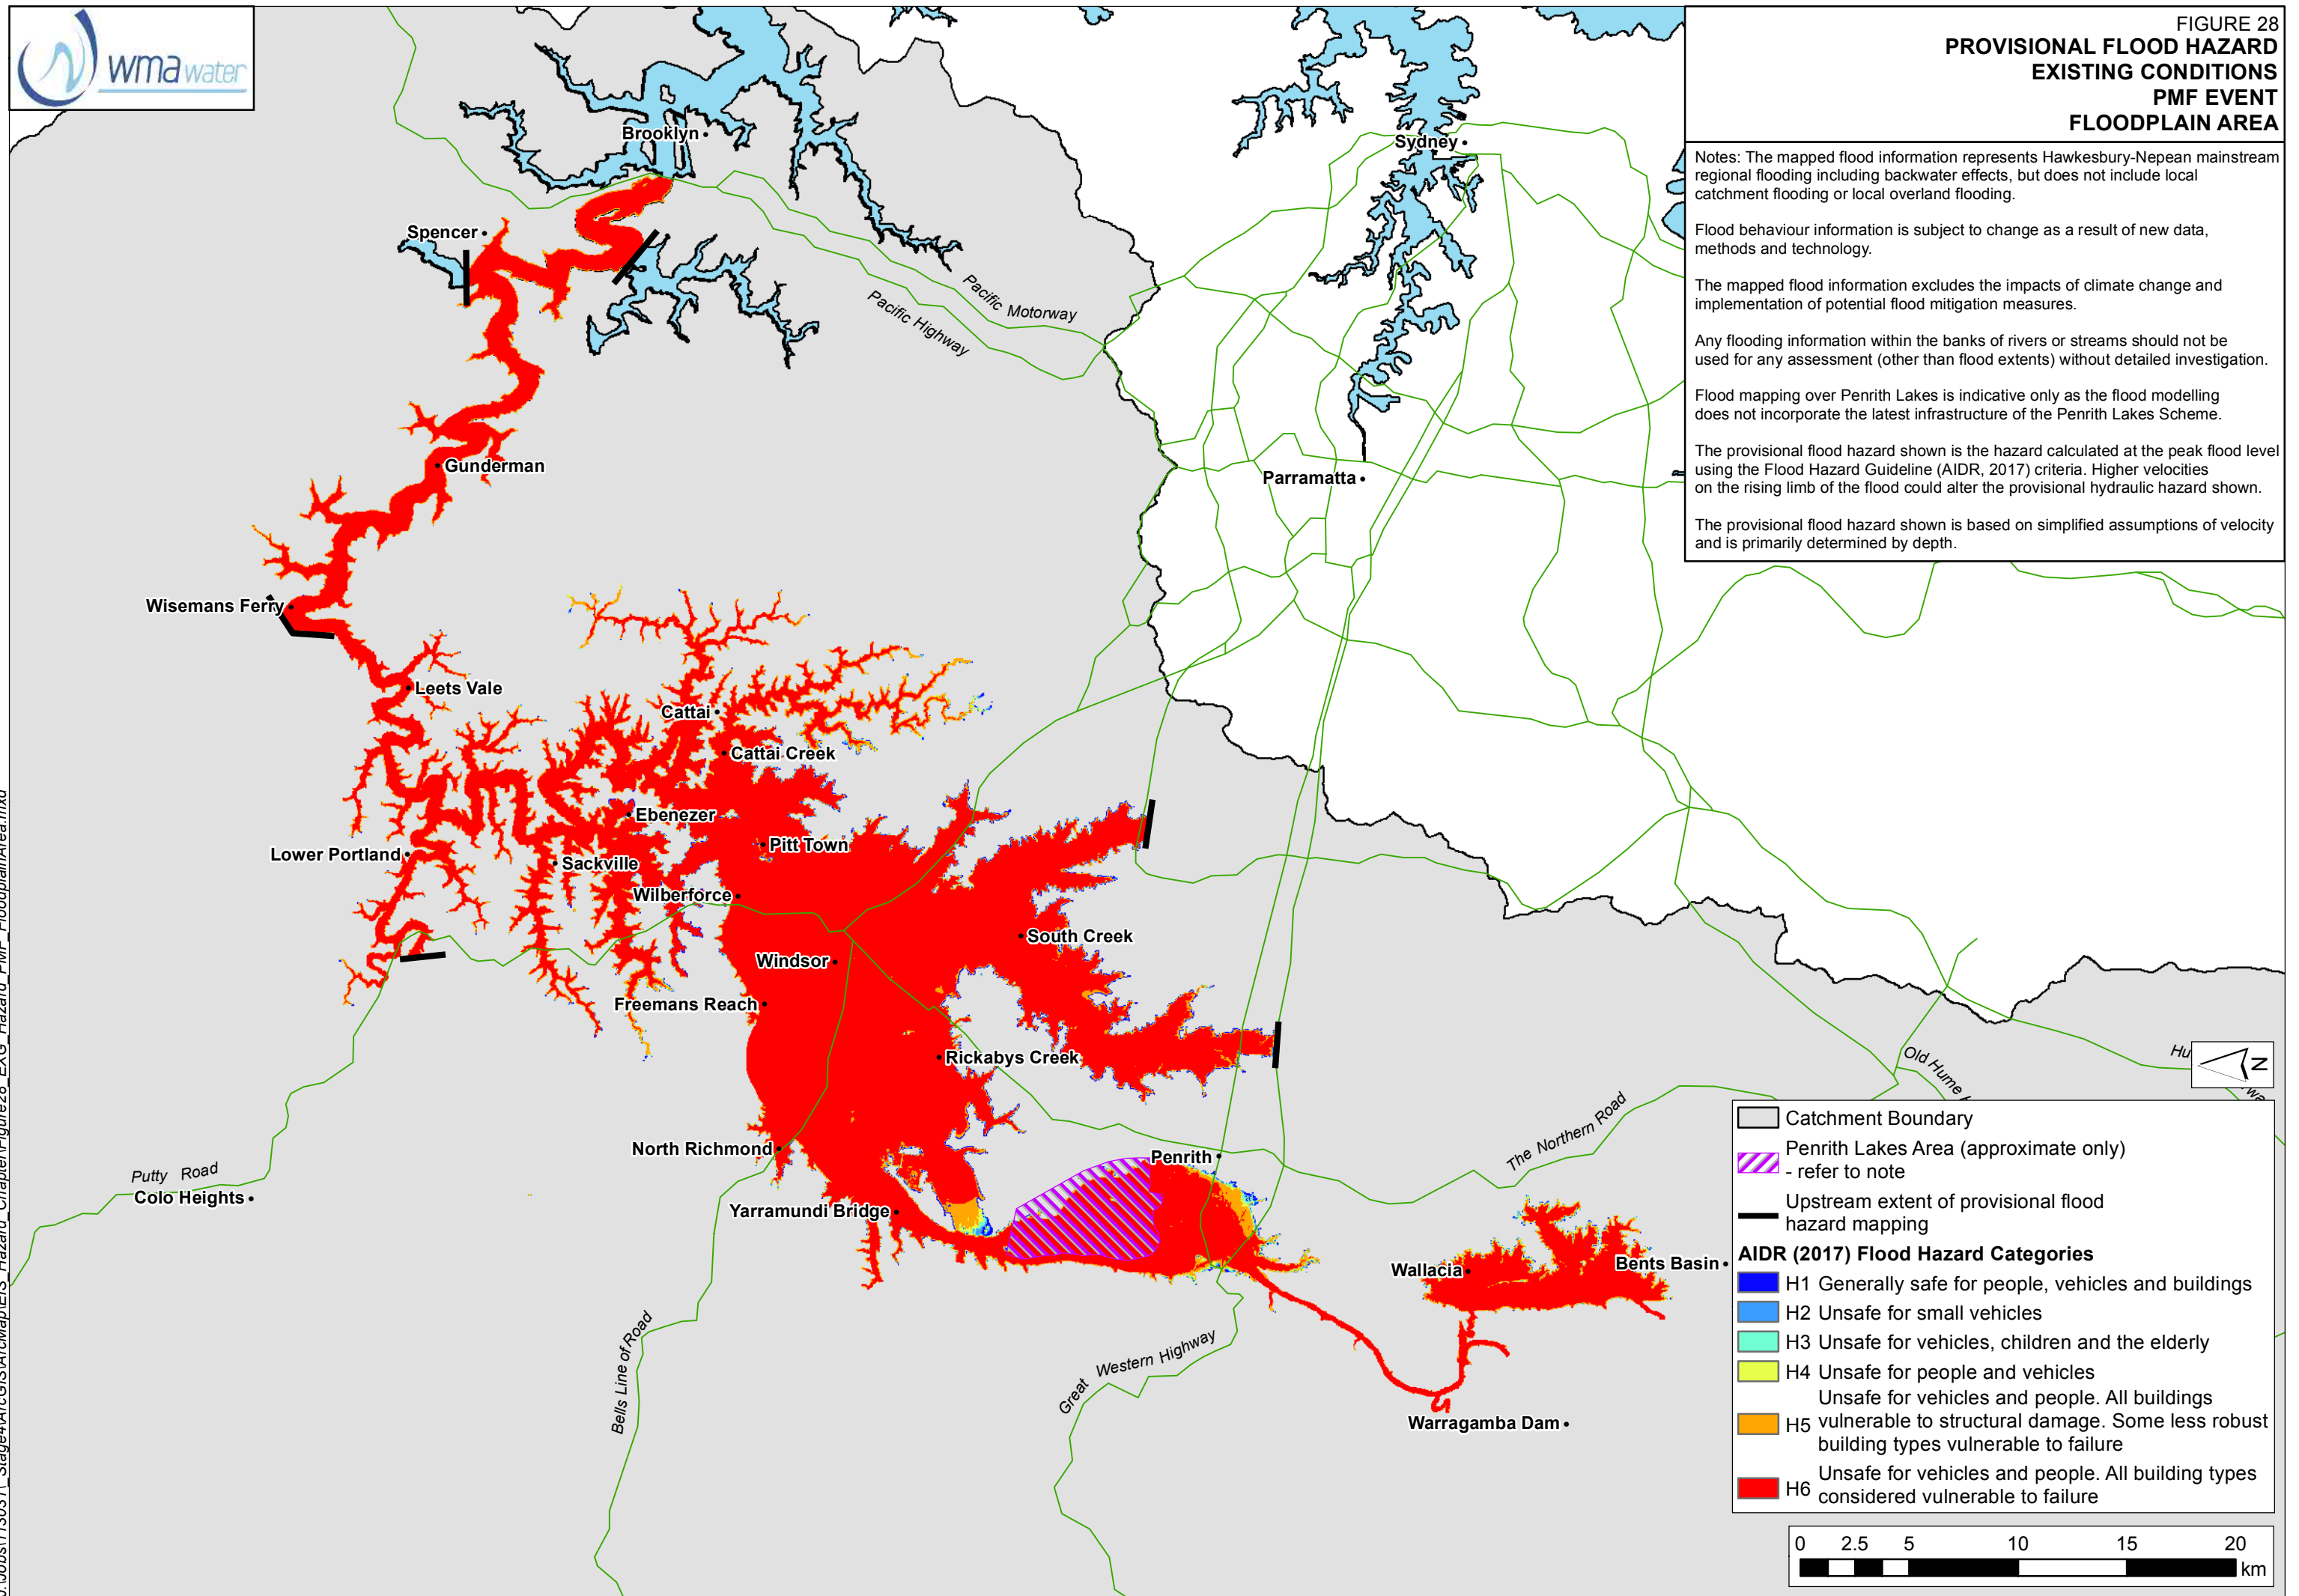 wmawater
FIGURE 28
PROVISIONAL FLOOD HAZARD
EXISTING CONDITIONS
PMF EVENT
FLOODPLAIN AREA
Notes: The mapped flood information represents Hawkesbury-Nepean mainstream
regional flooding including backwater effects, but does not include local
catchment flooding or local overland flooding.
Flood behaviour information is subject to change as a result of new data,
methods and technology.
The mapped flood information excludes the impacts of climate change and
implementation of potential flood mitigation measures.
Any flooding information within the banks of rivers or streams should not be
used for any assessment (other than flood extents) without detailed investigation.
Flood mapping over Penrith Lakes is indicative only as the flood modelling
does not incorporate the latest infrastructure of the Penrith Lakes Scheme.
The provisional flood hazard shown is the hazard calculated at the peak flood level
using the Flood Hazard Guideline (AIDR, 2017) criteria. Higher velocities
on the rising limb of the flood could alter the provisional hydraulic hazard shown.
The provisional flood hazard shown is based on simplified assumptions of velocity
and is primarily determined by depth.
Brooklyn
Sydney
Spencer
Pacific Motorway
Pacific Highway
Gunderman
Parramatta
Wisemans Ferry
Leets Vale
Cattai
Cattai Creek
Ebenezer
Pitt Town
Lower Portland
Sackville
Wilberforce
South Creek
Windsor
Freemans Reach
Rickabys Creek
Old Hume
Hu
N
North Richmond
Penrith
The Northern Road
Putty Road
Colo Heights
Yarramundi Bridge
Wallacia
Bents Basin
Bells Line of Road
Great Western Highway
Warragamba Dam
Catchment Boundary
Penrith Lakes Area (approximate only)
- refer to note
Upstream extent of provisional flood
hazard mapping
AIDR (2017) Flood Hazard Categories
H1 Generally safe for people, vehicles and buildings
H2 Unsafe for small vehicles
H3 Unsafe for vehicles, children and the elderly
H4 Unsafe for people and vehicles
Unsafe for vehicles and people. All buildings
H5 vulnerable to structural damage. Some less robust
building types vulnerable to failure
Unsafe for vehicles and people. All building types
H6 considered vulnerable to failure
0 2.5 5 10 15 20
km